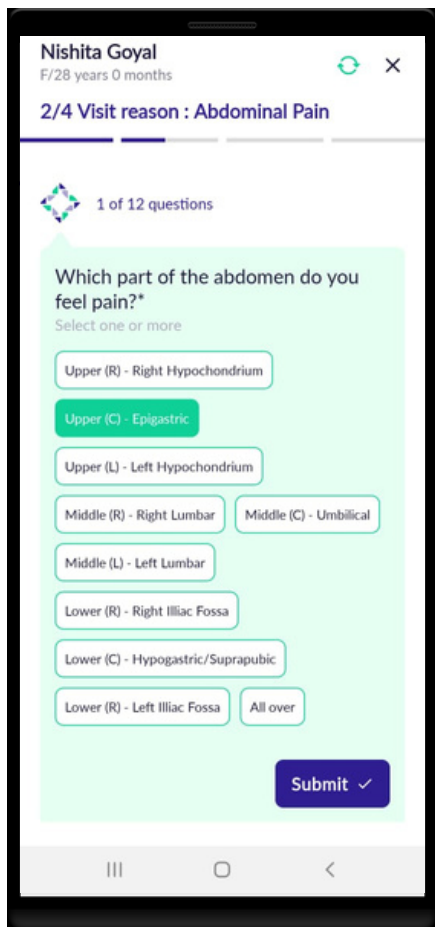 Nishita Goyal
F/28 years 0 months
2/4 Visit reason : Abdominal Pain
1 of 12 questions
Which part of the abdomen do you
feel pain?*
Select one or more
Upper (R) - Right Hypochondrium
Upper (C) - Epigastric
Upper (L) - Left Hypochondrium
Middle (R) - Right Lumbar
Middle (C) - Umbilical
Middle (L) - Left Lumbar
Lower (R) - Right Illiac Fossa
Lower (C) - Hypogastric/Suprapubic
Lower (R) - Left Illiac Fossa
All over
Submit